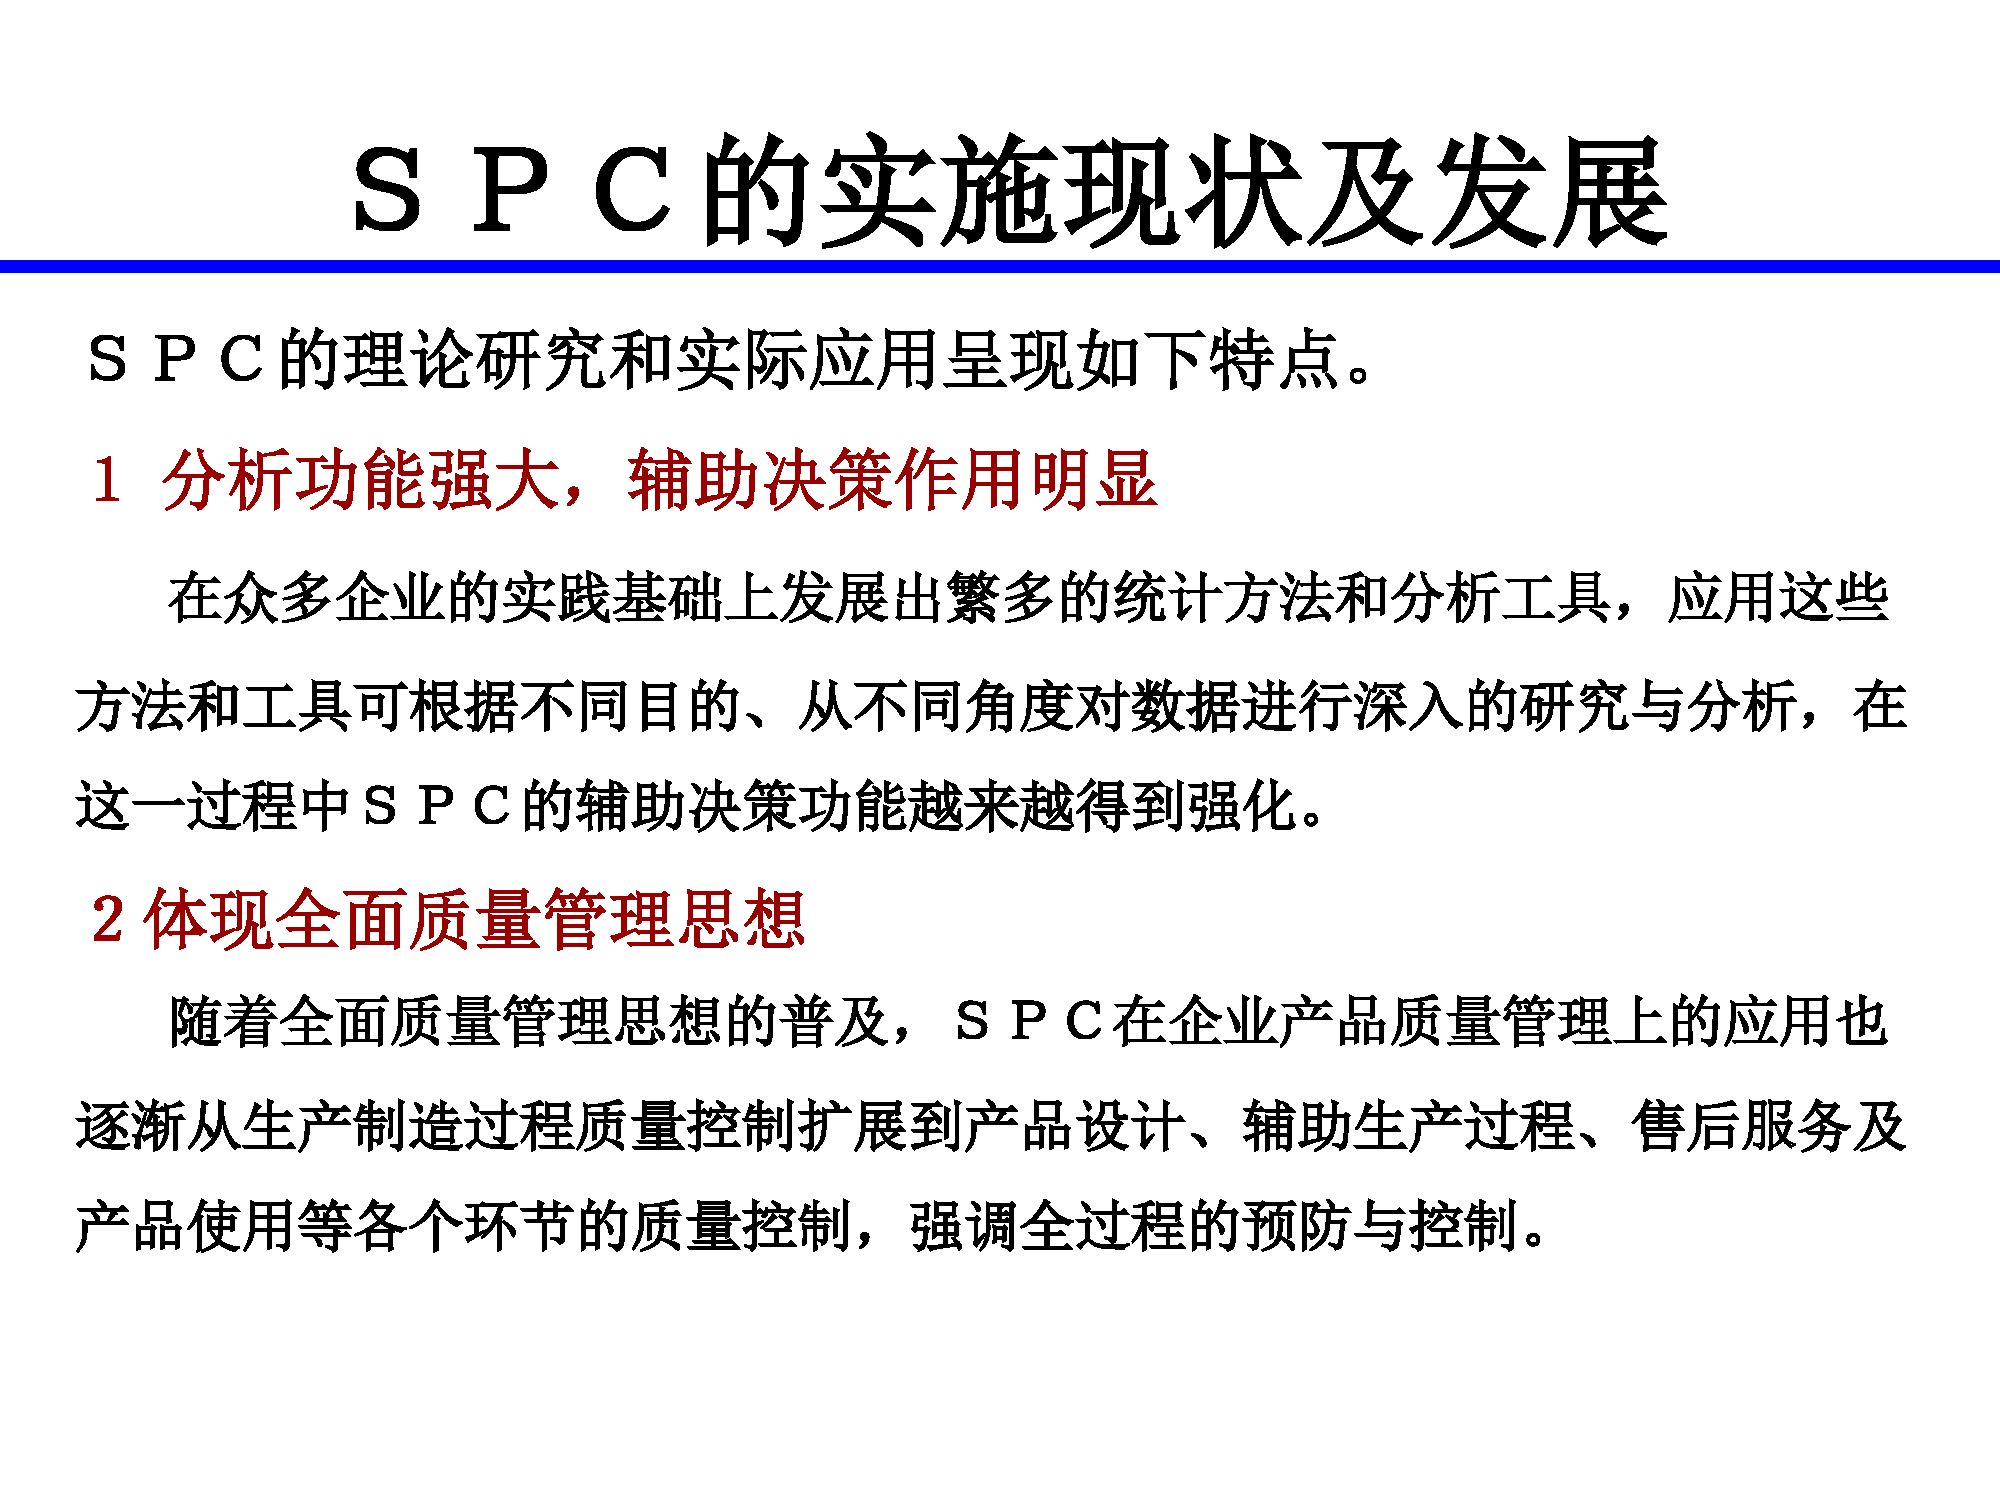 ＳＰＣ的实施现状及发展
ＳＰＣ的理论研究和实际应用呈现如下特点。
1 分析功能强大，辅助决策作用明显
在众多企业的实践基础上发展出繁多的统计方法和分析工具，应用这些
方法和工具可根据不同目的、从不同角度对数据进行深入的研究与分析，在
这一过程中ＳＰＣ的辅助决策功能越来越得到强化。
2 体现全面质量管理思想
随着全面质量管理思想的普及，ＳＰＣ在企业产品质量管理上的应用也
逐渐从生产制造过程质量控制扩展到产品设计、辅助生产过程、售后服务及
产品使用等各个环节的质量控制，强调全过程的预防与控制。